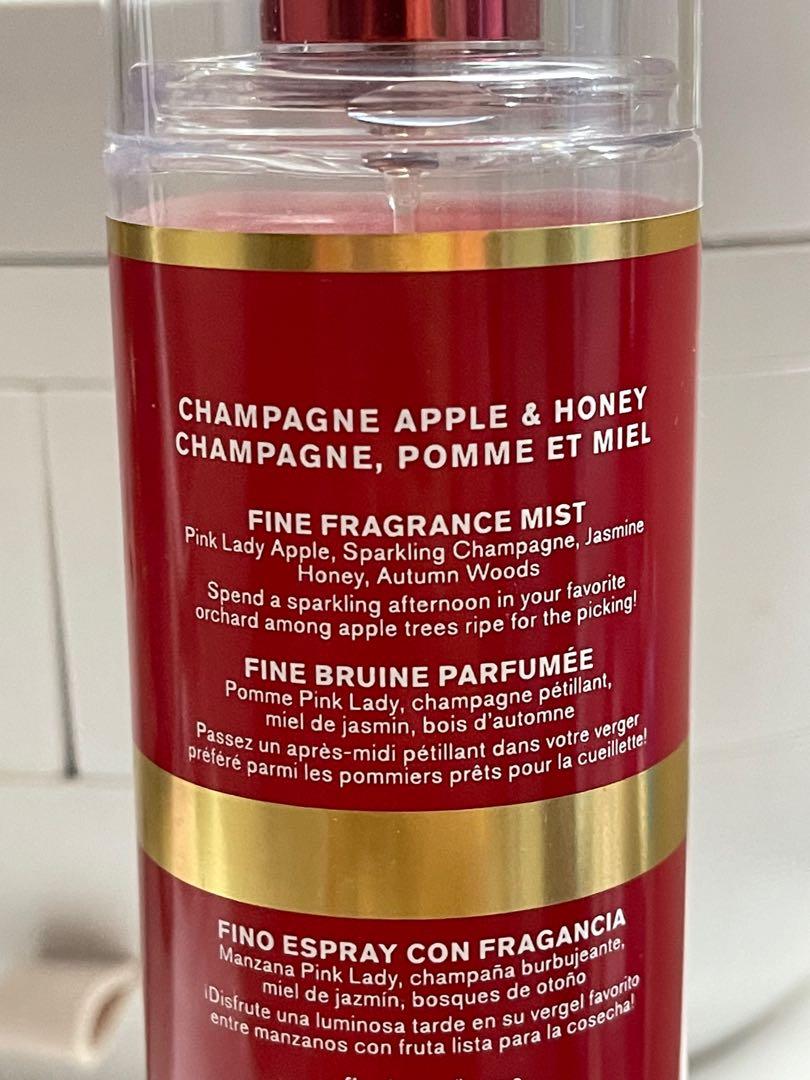 CHAMPAGNE APPLE & HONEY
CHAMPAGNE, POMME ET MIEL
FINE FRAGRANCE MIST
Pink Lady Apple, Sparkling Champagne, Jasmine
Honey, Autumn Woods
Spend a sparkling afternoon in your favorite
orchard among apple trees ripe for the picking!
FINE BRUINE PARFUMÉE
Pomme Pink Lady, champagne pétillant,
miel de jasmin, bois d'automne
Passez un après-midi pétillant dans votre verger
préféré parmi les pommiers prêts pour la cueillette!
FINO ESPRAY CON FRAGANCIA
Manzana Pink Lady, champaña burbujeante,
miel de jazmín, bosques de otoño
¡Disfrute una luminosa tarde en su vergel favorito
entre manzanos con fruta lista para la cosecha!